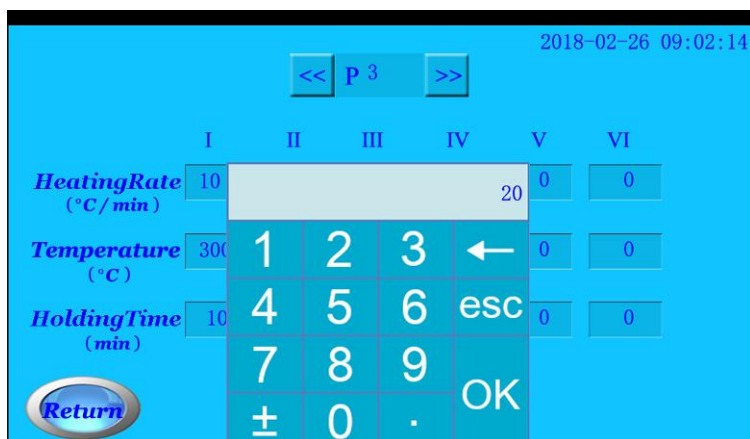 2018-02-26 09:02:14
<< P 3 >>
I II III IV V VI
HeatingRate 10 0 0
(°C/min)
20
Temperature 300 0 0
(°C)
HoldingTime 10 0 0
(min)
1 2 3 ←
4 5 6 esc
7 8 9 OK
± 0 .
Return